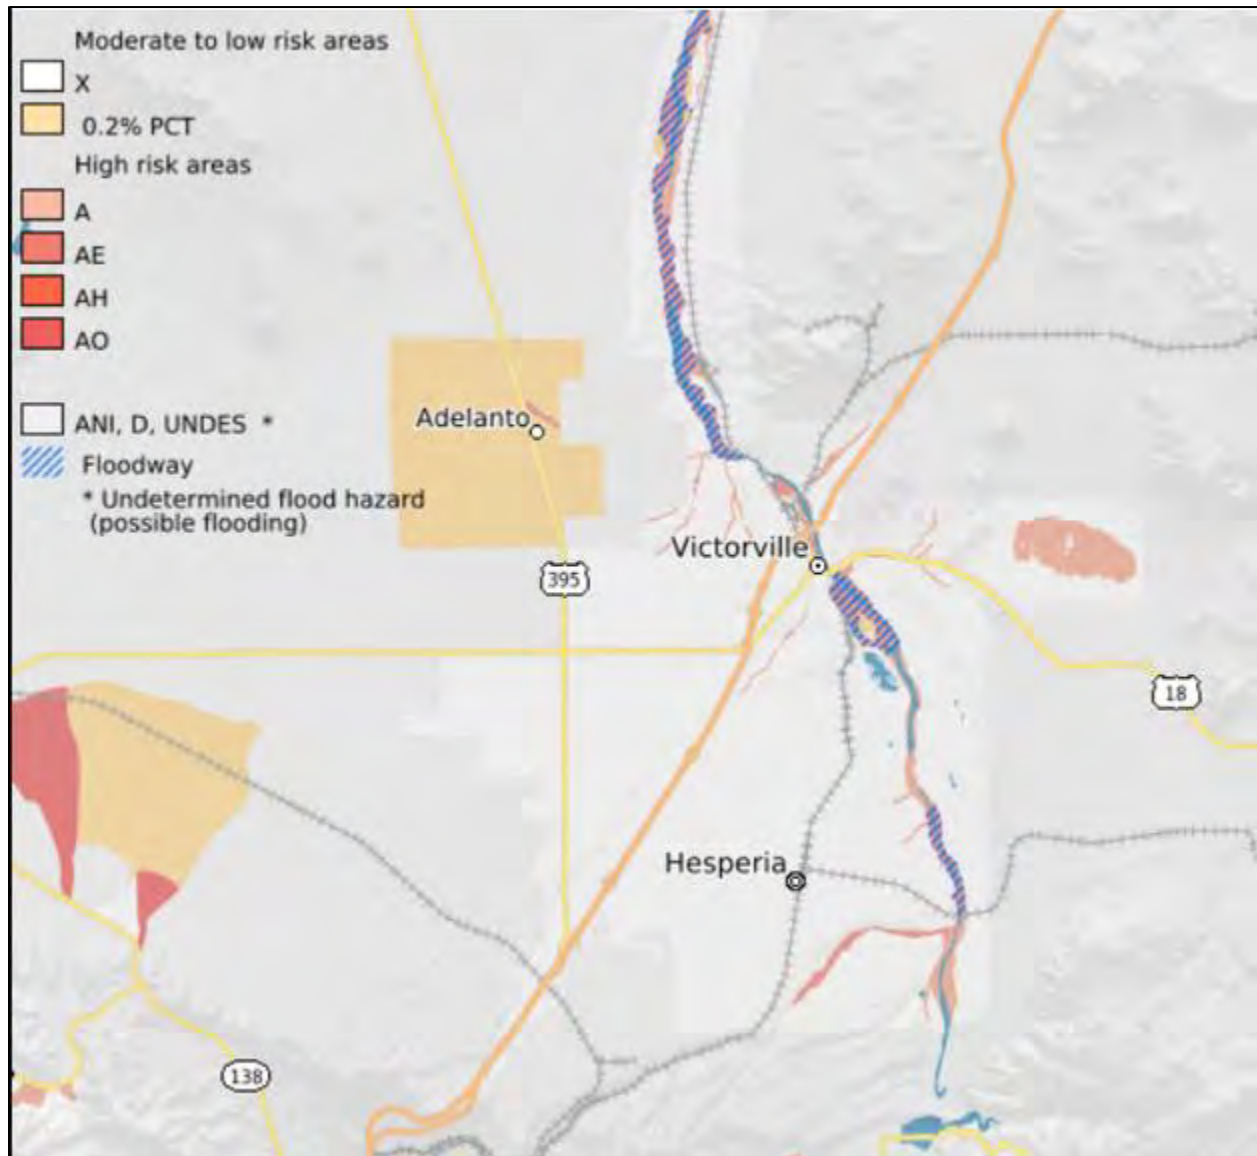 Moderate to low risk areas
X
0.2% PCT
High risk areas
A
AE
AH
AO
ANI, D, UNDES *
Floodway
* Undetermined flood hazard
(possible flooding)
Adelanto
Victorville
395
18
Hesperia
138